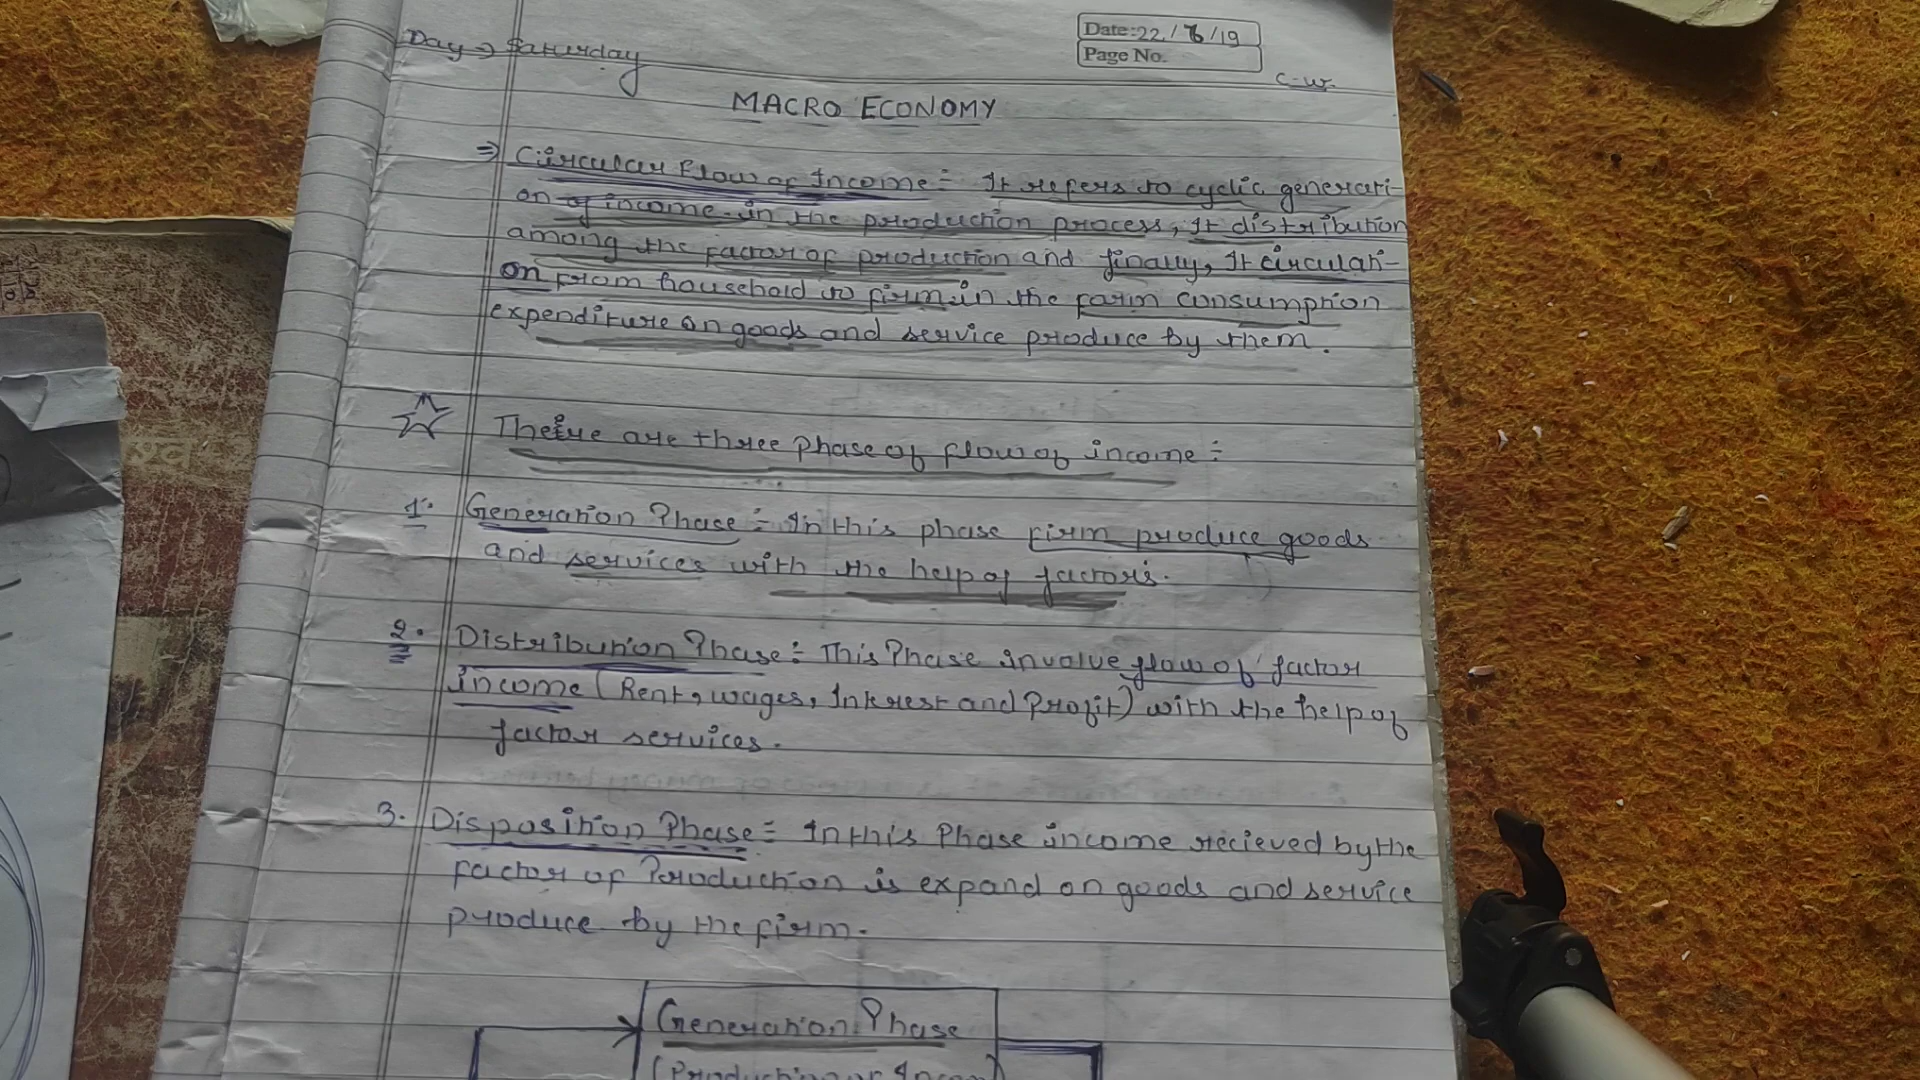 Day → Saturday
Date: 22/6/19
Page No.
C-W.
MACRO ECONOMY
⇒ Circular Flow of Income :- It refers to cyclic generati-
on of income in the production process, It distribution
among the factor of production and finally, It circulati-
on from household to firm in the farm consumption
expenditure on goods and service produce by them.
☆ There are three phase of flow of income :-
1. Generation Phase :- In this phase firm produce goods
and services with the help of factors.
2. Distribution Phase :- This Phase involve flow of factor
income (Rent, wages, Interest and Profit) with the help of
factor services.
3. Disposition Phase :- In this Phase income recieved by the
factor of Production is expand on goods and service
produce by the firm.
Generation Phase
(Production or Incom